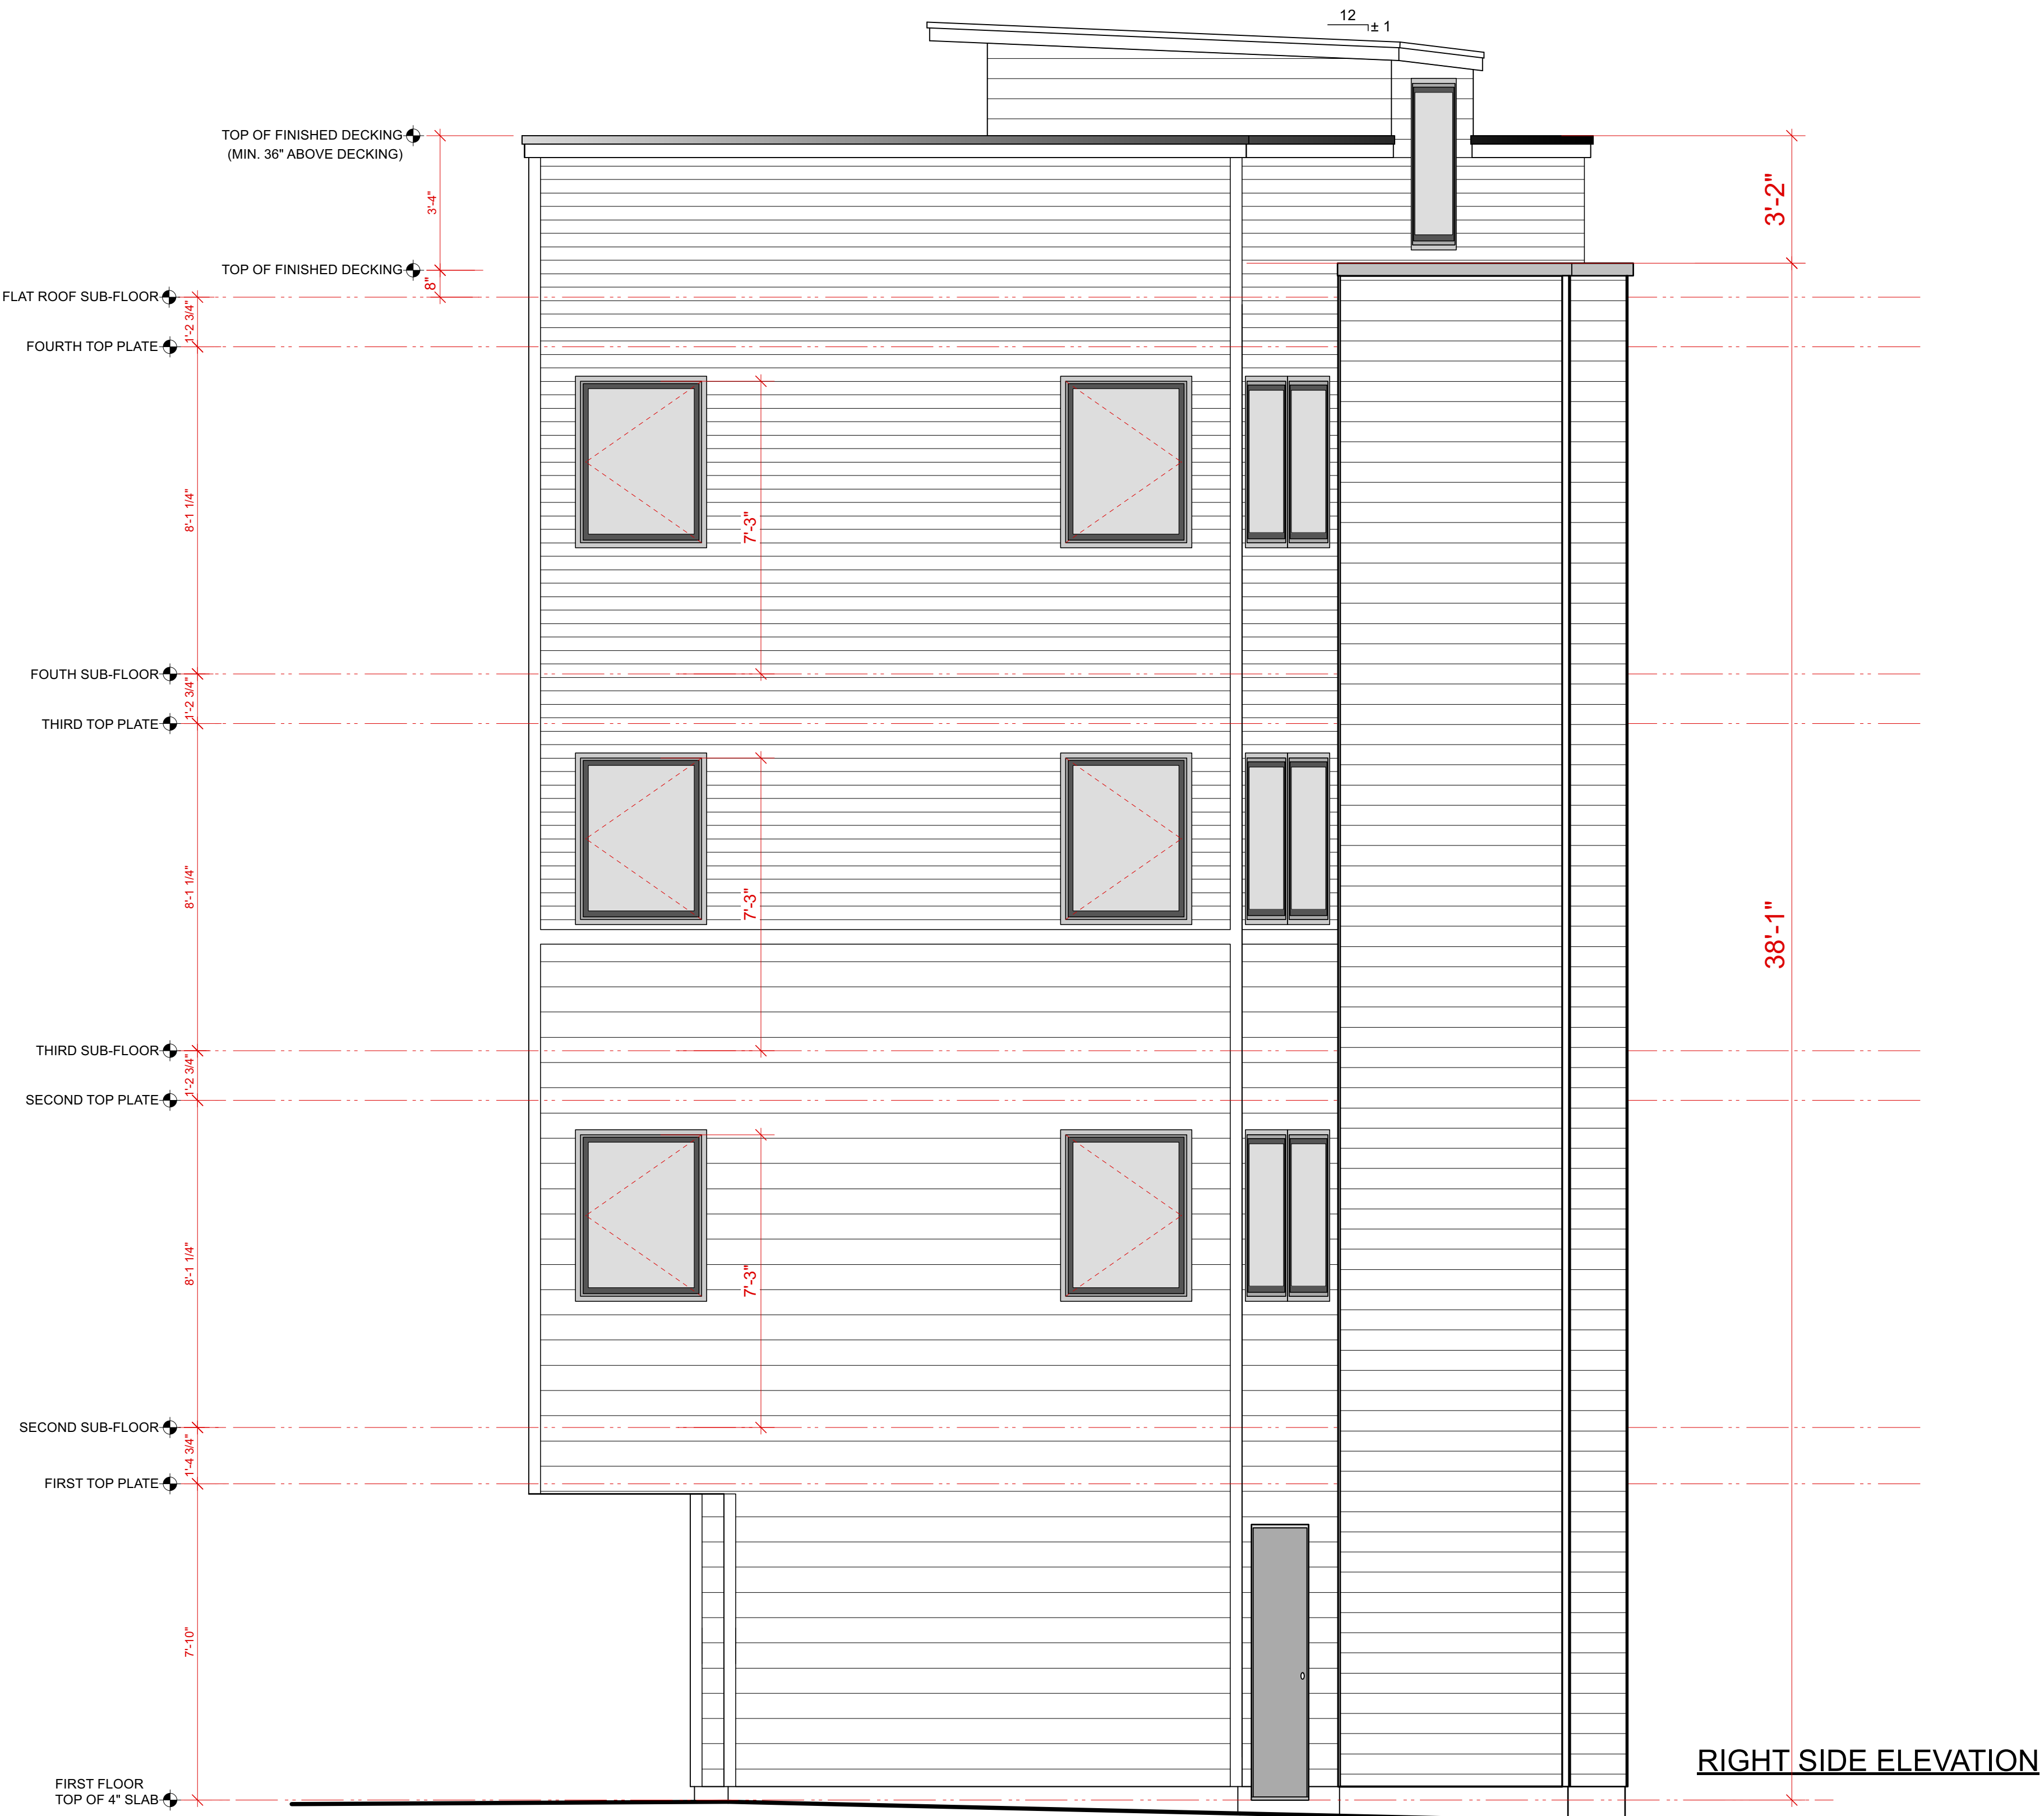 12
± 1
TOP OF FINISHED DECKING
(MIN. 36" ABOVE DECKING)
3'-4"
3'-2"
TOP OF FINISHED DECKING
8"
FLAT ROOF SUB-FLOOR
1'-2 3/4"
FOURTH TOP PLATE
8'-1 1/4"
7'-3"
FOUTH SUB-FLOOR
1'-2 3/4"
THIRD TOP PLATE
8'-1 1/4"
7'-3"
38'-1"
THIRD SUB-FLOOR
1'-2 3/4"
SECOND TOP PLATE
8'-1 1/4"
7'-3"
SECOND SUB-FLOOR
1'-4 3/4"
FIRST TOP PLATE
7'-10"
RIGHT SIDE ELEVATION
FIRST FLOOR
TOP OF 4" SLAB